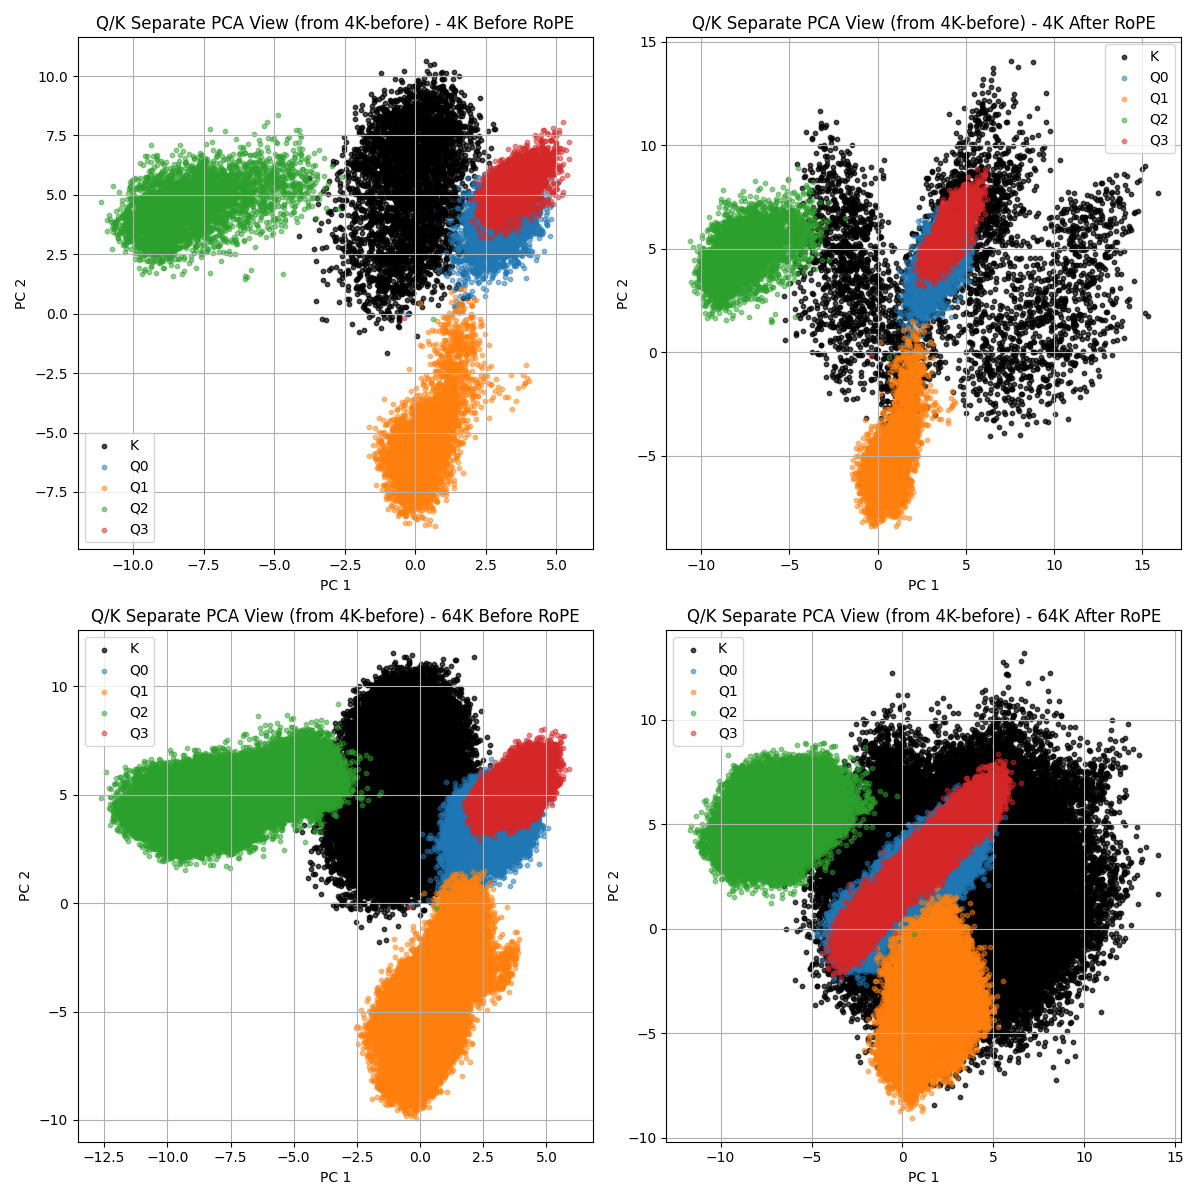 Q/K Separate PCA View (from 4K-before) - 4K Before RoPE
10.0
7.5
5.0
2.5
0.0
−2.5
−5.0
−7.5
PC 2
K
Q0
Q1
Q2
Q3
−10.0 −7.5 −5.0 −2.5 0.0 2.5 5.0
PC 1
Q/K Separate PCA View (from 4K-before) - 4K After RoPE
15
10
5
0
−5
PC 2
K
Q0
Q1
Q2
Q3
−10 −5 0 5 10 15
PC 1
Q/K Separate PCA View (from 4K-before) - 64K Before RoPE
10
5
0
−5
−10
PC 2
K
Q0
Q1
Q2
Q3
−12.5 −10.0 −7.5 −5.0 −2.5 0.0 2.5 5.0
PC 1
Q/K Separate PCA View (from 4K-before) - 64K After RoPE
10
5
0
−5
−10
PC 2
K
Q0
Q1
Q2
Q3
−10 −5 0 5 10 15
PC 1